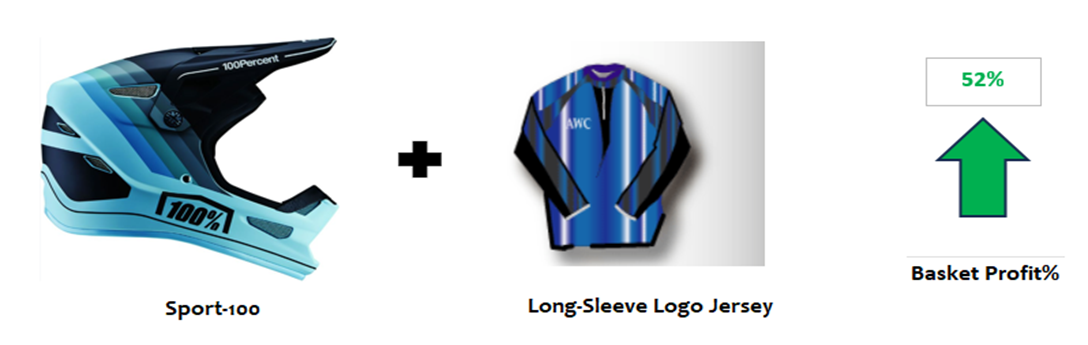 100Percent
100%
AWC
52%
Sport-100
Long-Sleeve Logo Jersey
Basket Profit%